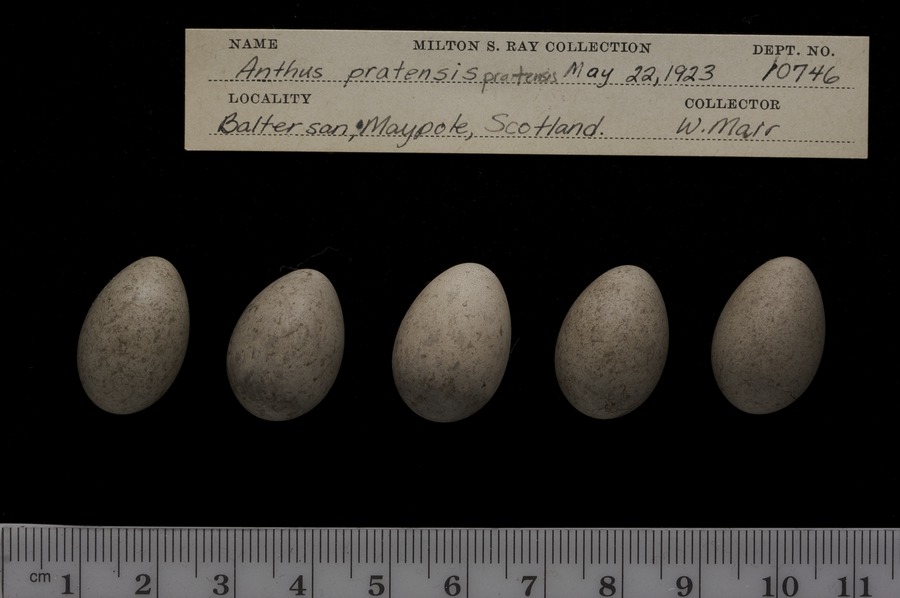 NAME MILTON S. RAY COLLECTION DEPT. NO.
Anthus pratensis pratensis May 22, 1923 10746
LOCALITY COLLECTOR
Baltersan, Maypole, Scotland. W. Mair
cm 1 2 3 4 5 6 7 8 9 10 11